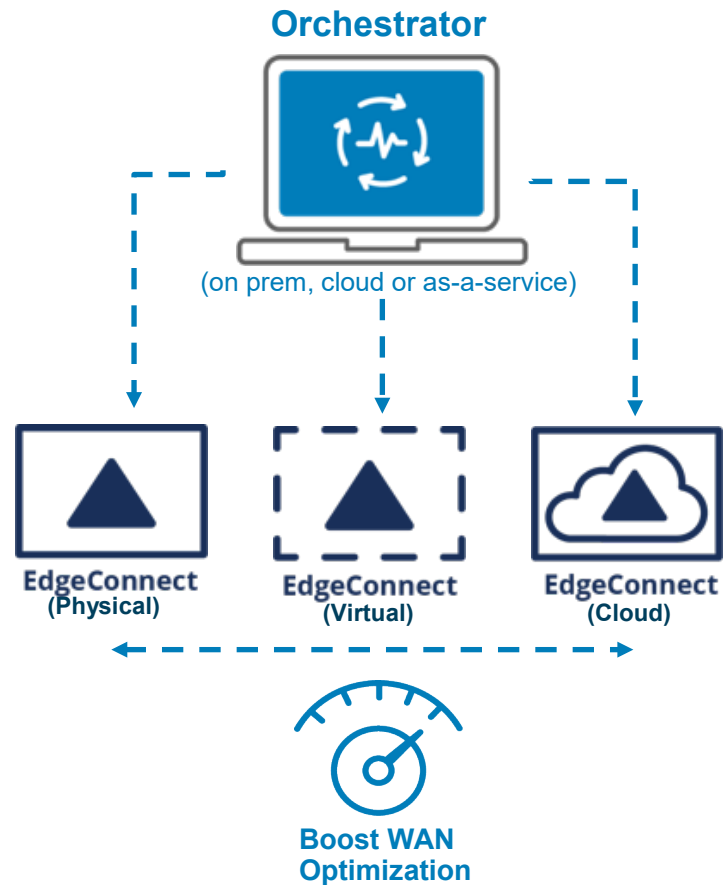 Orchestrator
(on prem, cloud or as-a-service)
EdgeConnect
(Physical)
EdgeConnect
(Virtual)
EdgeConnect
(Cloud)
Boost WAN
Optimization